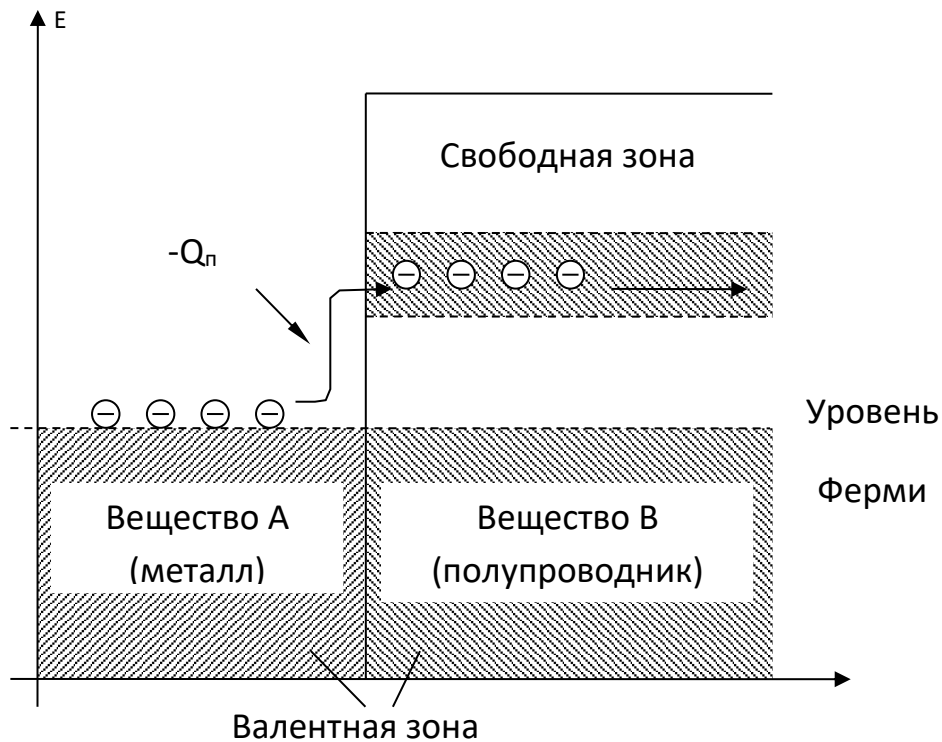 E
Свободная зона
-Qп
Уровень
Ферми
Вещество А
(металл)
Вещество В
(полупроводник)
Валентная зона